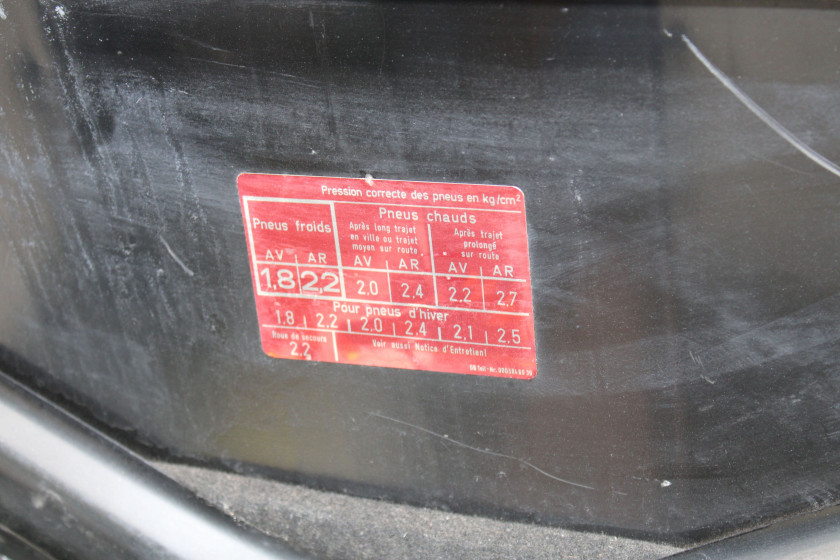 Pression correcte des pneus en kg/cm²
Pneus froids
Pneus chauds
Après long trajet
en ville ou trajet
moyen sur route
Après trajet
prolongé
sur route
AV AR AV AR AV AR
1,8 2,2 2.0 2.4 2.2 2.7
Pour pneus d'hiver
1.8 2.2 2.0 2.4 2.1 2.5
Roue de secours
2.2
Voir aussi Notice d'Entretien!
DB Teil-Nr.